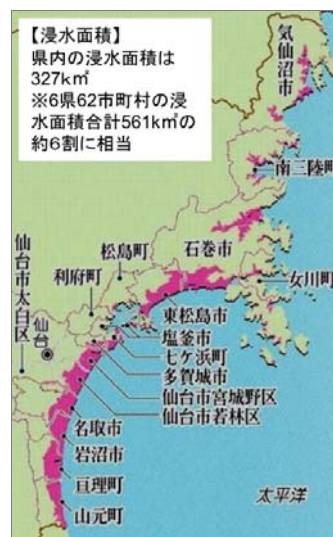 【浸水面積】
県内の浸水面積は
327k㎡
※6県62市町村の浸
水面積合計561k㎡の
約6割に相当
気仙沼市
南三陸町
石巻市
女川町
松島町
利府町
仙台市太白区
仙台
東松島市
塩釜市
七ケ浜町
多賀城市
仙台市宮城野区
仙台市若林区
名取市
岩沼市
亘理町
山元町
太平洋